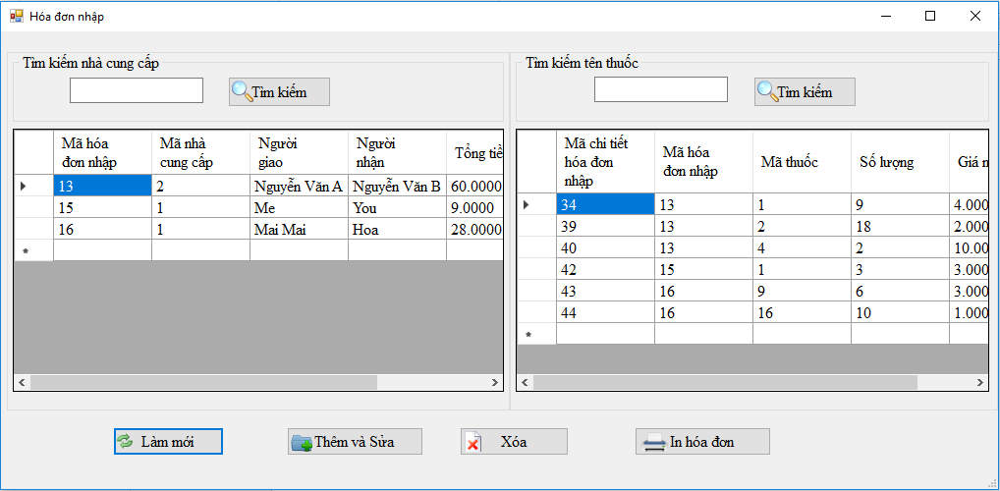 Hóa đơn nhập
Tìm kiếm nhà cung cấp
Tìm kiếm
Mã hóa đơn nhập Mã nhà cung cấp Người giao Người nhận Tổng tiề
13 2 Nguyễn Văn A Nguyễn Văn B 60.0000
15 1 Me You 9.0000
16 1 Mai Mai Hoa 28.0000
*
Tìm kiếm tên thuốc
Tìm kiếm
Mã chi tiết hóa đơn nhập Mã hóa đơn nhập Mã thuốc Số lượng Giá n
34 13 1 9 4.000
39 13 2 18 2.000
40 13 4 2 10.00
42 15 1 3 3.000
43 16 9 6 3.000
44 16 16 10 1.000
*
Làm mới Thêm và Sửa Xóa In hóa đơn